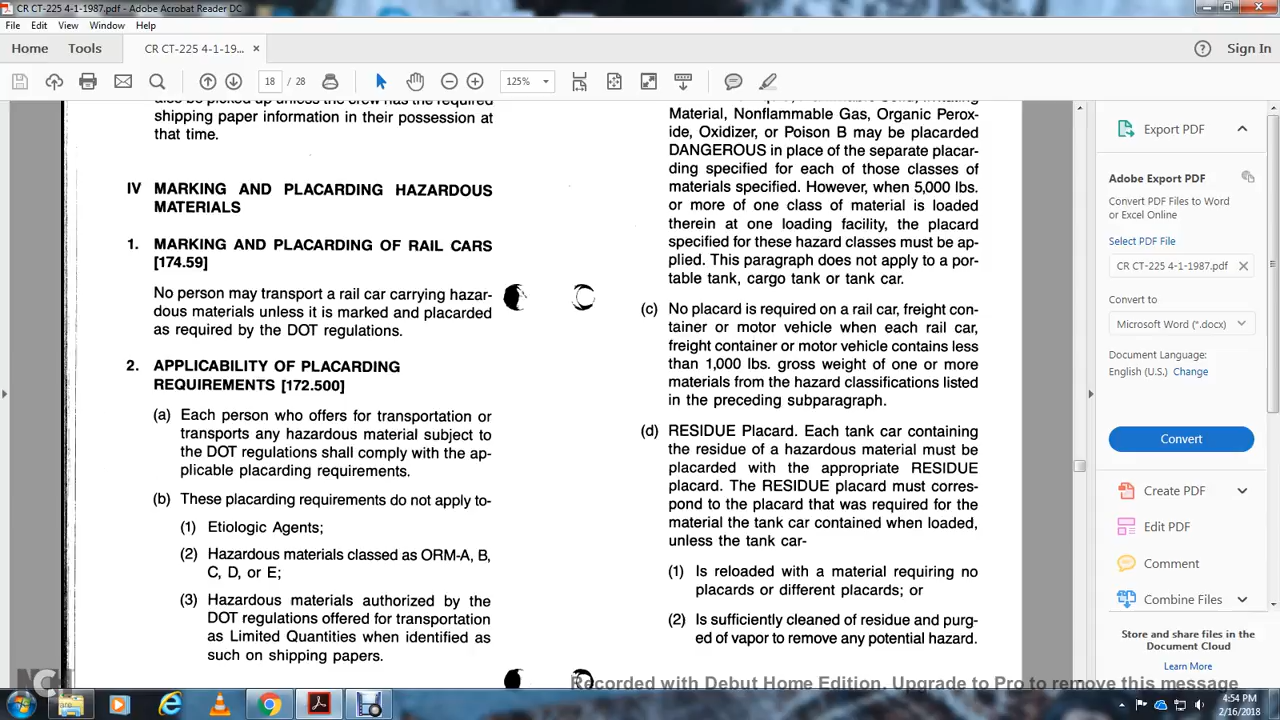 CR CT-225 4-1-1987.pdf - Adobe Acrobat Reader DC
File Edit View Window Help
Home Tools CR CT-225 4-1-19... × Sign In
18 / 28 125%
also be picked up unless the crew has the required
shipping paper information in their possession at
that time.
IV MARKING AND PLACARDING HAZARDOUS
MATERIALS
1. MARKING AND PLACARDING OF RAIL CARS
[174.59]
No person may transport a rail car carrying hazar-
dous materials unless it is marked and placarded
as required by the DOT regulations.
2. APPLICABILITY OF PLACARDING
REQUIREMENTS [172.500]
(a) Each person who offers for transportation or
transports any hazardous material subject to
the DOT regulations shall comply with the ap-
plicable placarding requirements.
(b) These placarding requirements do not apply to-
(1) Etiologic Agents;
(2) Hazardous materials classed as ORM-A, B,
C, D, or E;
(3) Hazardous materials authorized by the
DOT regulations offered for transportation
as Limited Quantities when identified as
such on shipping papers.
Material, Nonflammable Gas, Organic Perox-
ide, Oxidizer, or Poison B may be placarded
DANGEROUS in place of the separate placar-
ding specified for each of those classes of
materials specified. However, when 5,000 lbs.
or more of one class of material is loaded
therein at one loading facility, the placard
specified for these hazard classes must be ap-
plied. This paragraph does not apply to a por-
table tank, cargo tank or tank car.
(c) No placard is required on a rail car, freight con-
tainer or motor vehicle when each rail car,
freight container or motor vehicle contains less
than 1,000 lbs. gross weight of one or more
materials from the hazard classifications listed
in the preceding subparagraph.
(d) RESIDUE Placard. Each tank car containing
the residue of a hazardous material must be
placarded with the appropriate RESIDUE
placard. The RESIDUE placard must corres-
pond to the placard that was required for the
material the tank car contained when loaded,
unless the tank car-
(1) Is reloaded with a material requiring no
placards or different placards; or
(2) Is sufficiently cleaned of residue and purg-
ed of vapor to remove any potential hazard.
Export PDF
Adobe Export PDF
Convert PDF Files to Word
or Excel Online
Select PDF File
CR CT-225 4-1-1987.pdf
Convert to
Microsoft Word (*.docx)
Document Language:
English (U.S.) Change
Convert
Create PDF
Edit PDF
Comment
Combine Files
Store and share files in the
Document Cloud
Learn More
Recorded with Debut Home Edition. Upgrade to Pro to remove this message
4:54 PM
2/16/2018